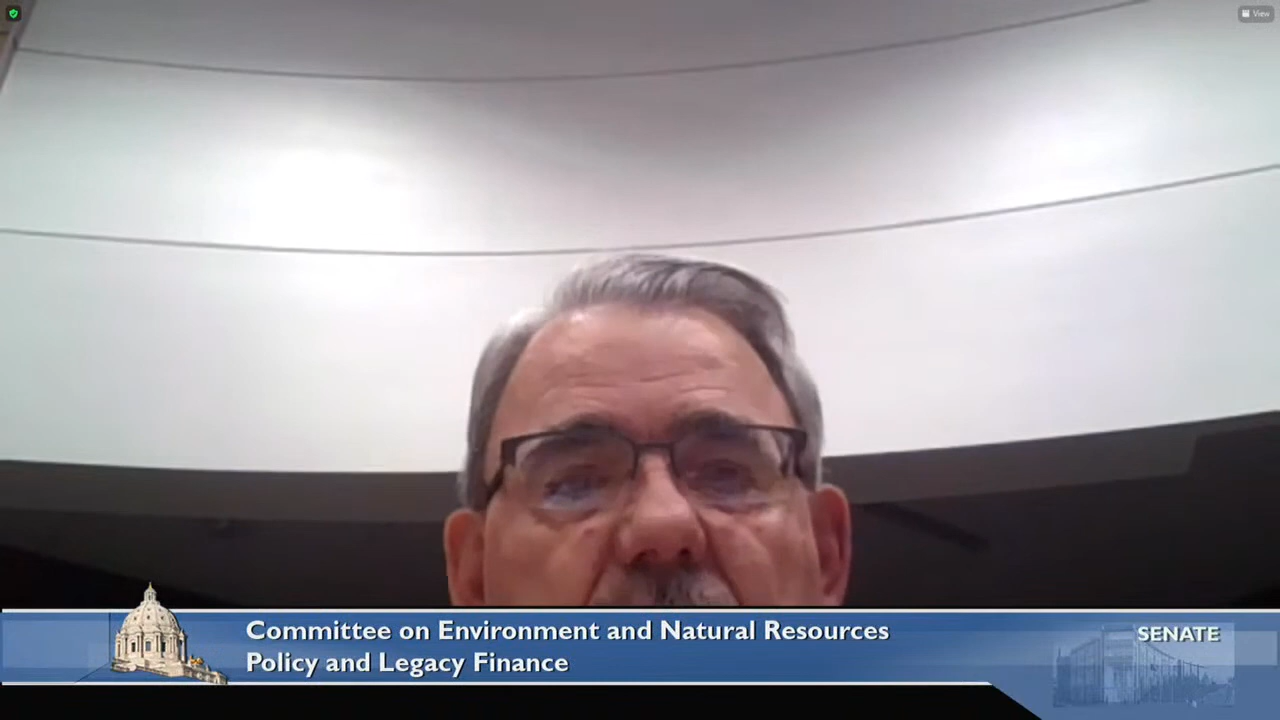 View
Committee on Environment and Natural Resources
Policy and Legacy Finance
SENATE